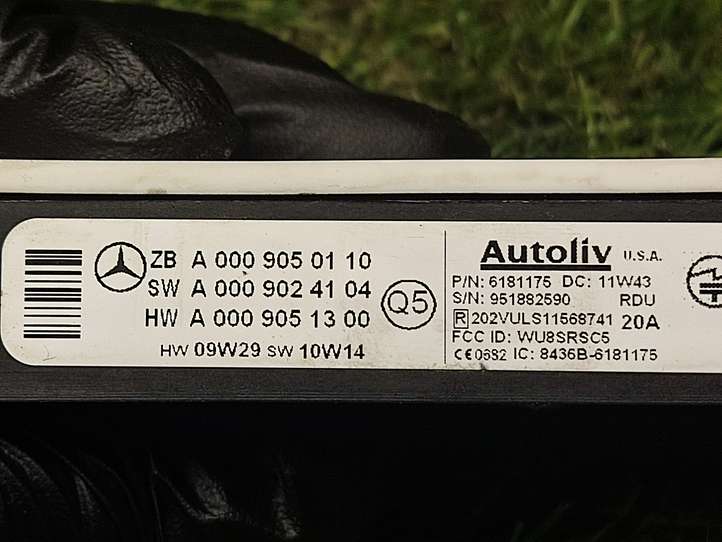 ZB A 000 905 01 10
SW A 000 902 41 04
HW A 000 905 13 00
Q5
HW 09W29 SW 10W14
Autoliv U.S.A.
P/N: 6181175 DC: 11W43
S/N: 951882590 RDU
R 202VULS11568741 20A
FCC ID: WU8SRSC5
CE0682 IC: 8436B-6181175